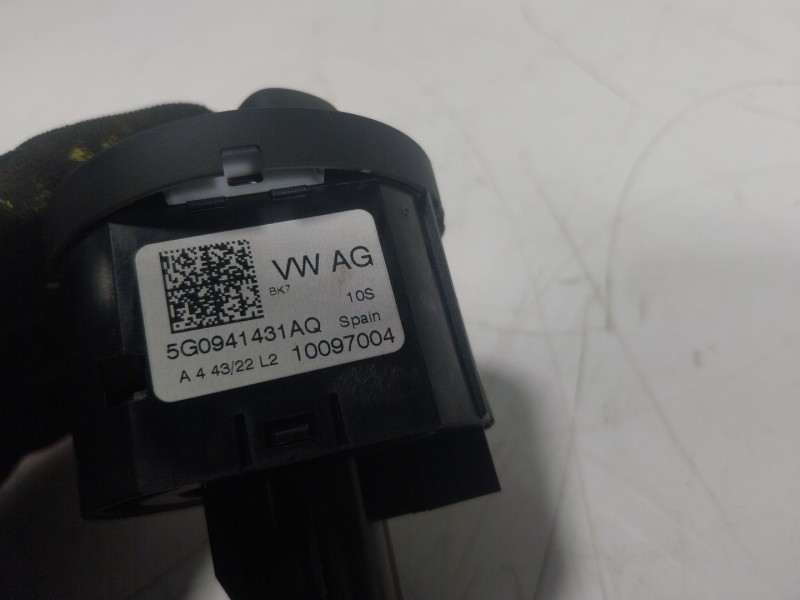 VW AG
BK7
10S
5G0941431AQ Spain
A 4 43/22 L2 10097004